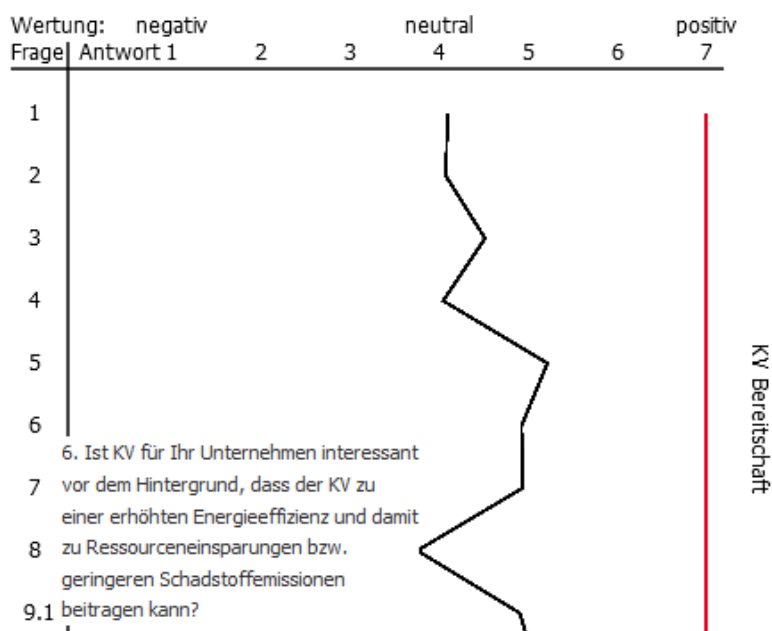 Wertung: negativ neutral positiv
Frage Antwort 1 2 3 4 5 6 7
1
2
3
4
5
6
6. Ist KV für Ihr Unternehmen interessant
7 vor dem Hintergrund, dass der KV zu
einer erhöhten Energieeffizienz und damit
8 zu Ressourceneinsparungen bzw.
geringeren Schadstoffemissionen
9.1 beitragen kann?
KV Bereitschaft